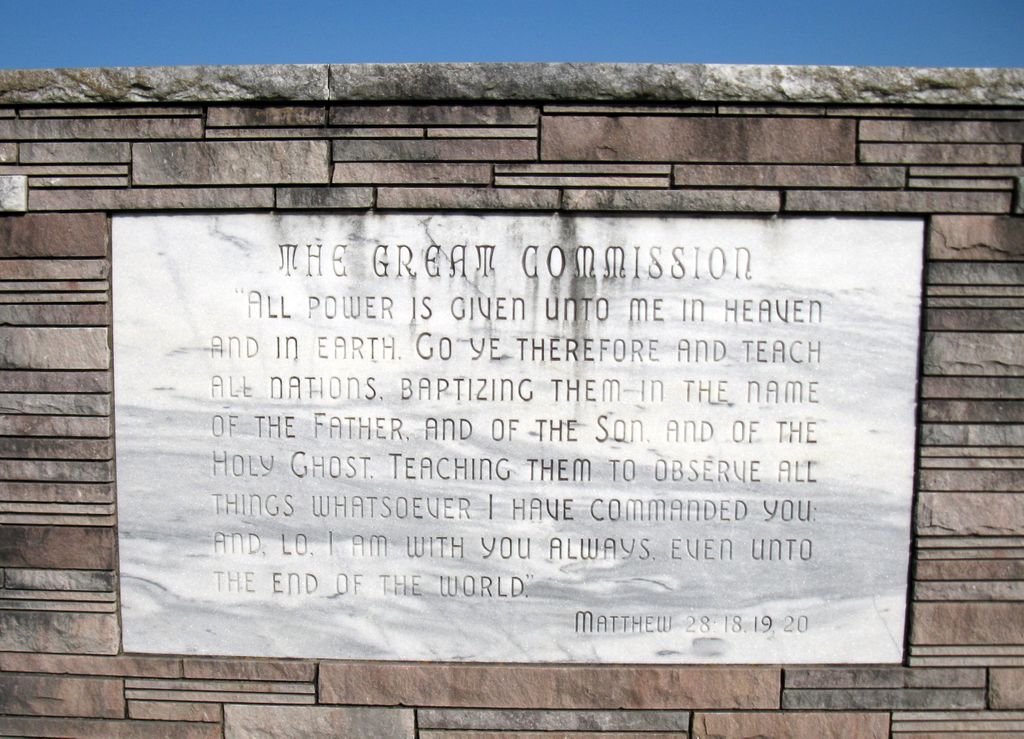 THE GREAT COMMISSION
"ALL POWER IS GIVEN UNTO ME IN HEAVEN
AND IN EARTH. GO YE THEREFORE AND TEACH
ALL NATIONS, BAPTIZING THEM IN THE NAME
OF THE FATHER, AND OF THE SON, AND OF THE
HOLY GHOST. TEACHING THEM TO OBSERVE ALL
THINGS WHATSOEVER I HAVE COMMANDED YOU:
AND, LO, I AM WITH YOU ALWAYS, EVEN UNTO
THE END OF THE WORLD."
MATTHEW 28:18,19,20